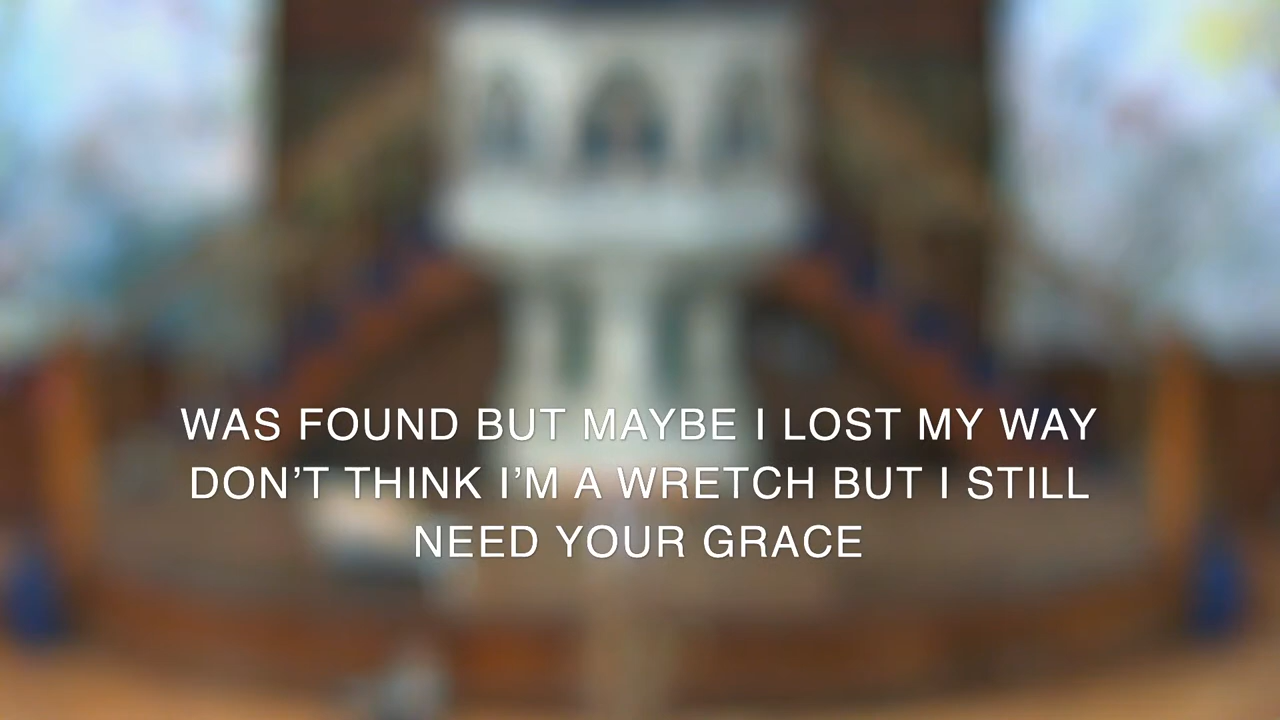 WAS FOUND BUT MAYBE I LOST MY WAY
DON’T THINK I’M A WRETCH BUT I STILL
NEED YOUR GRACE